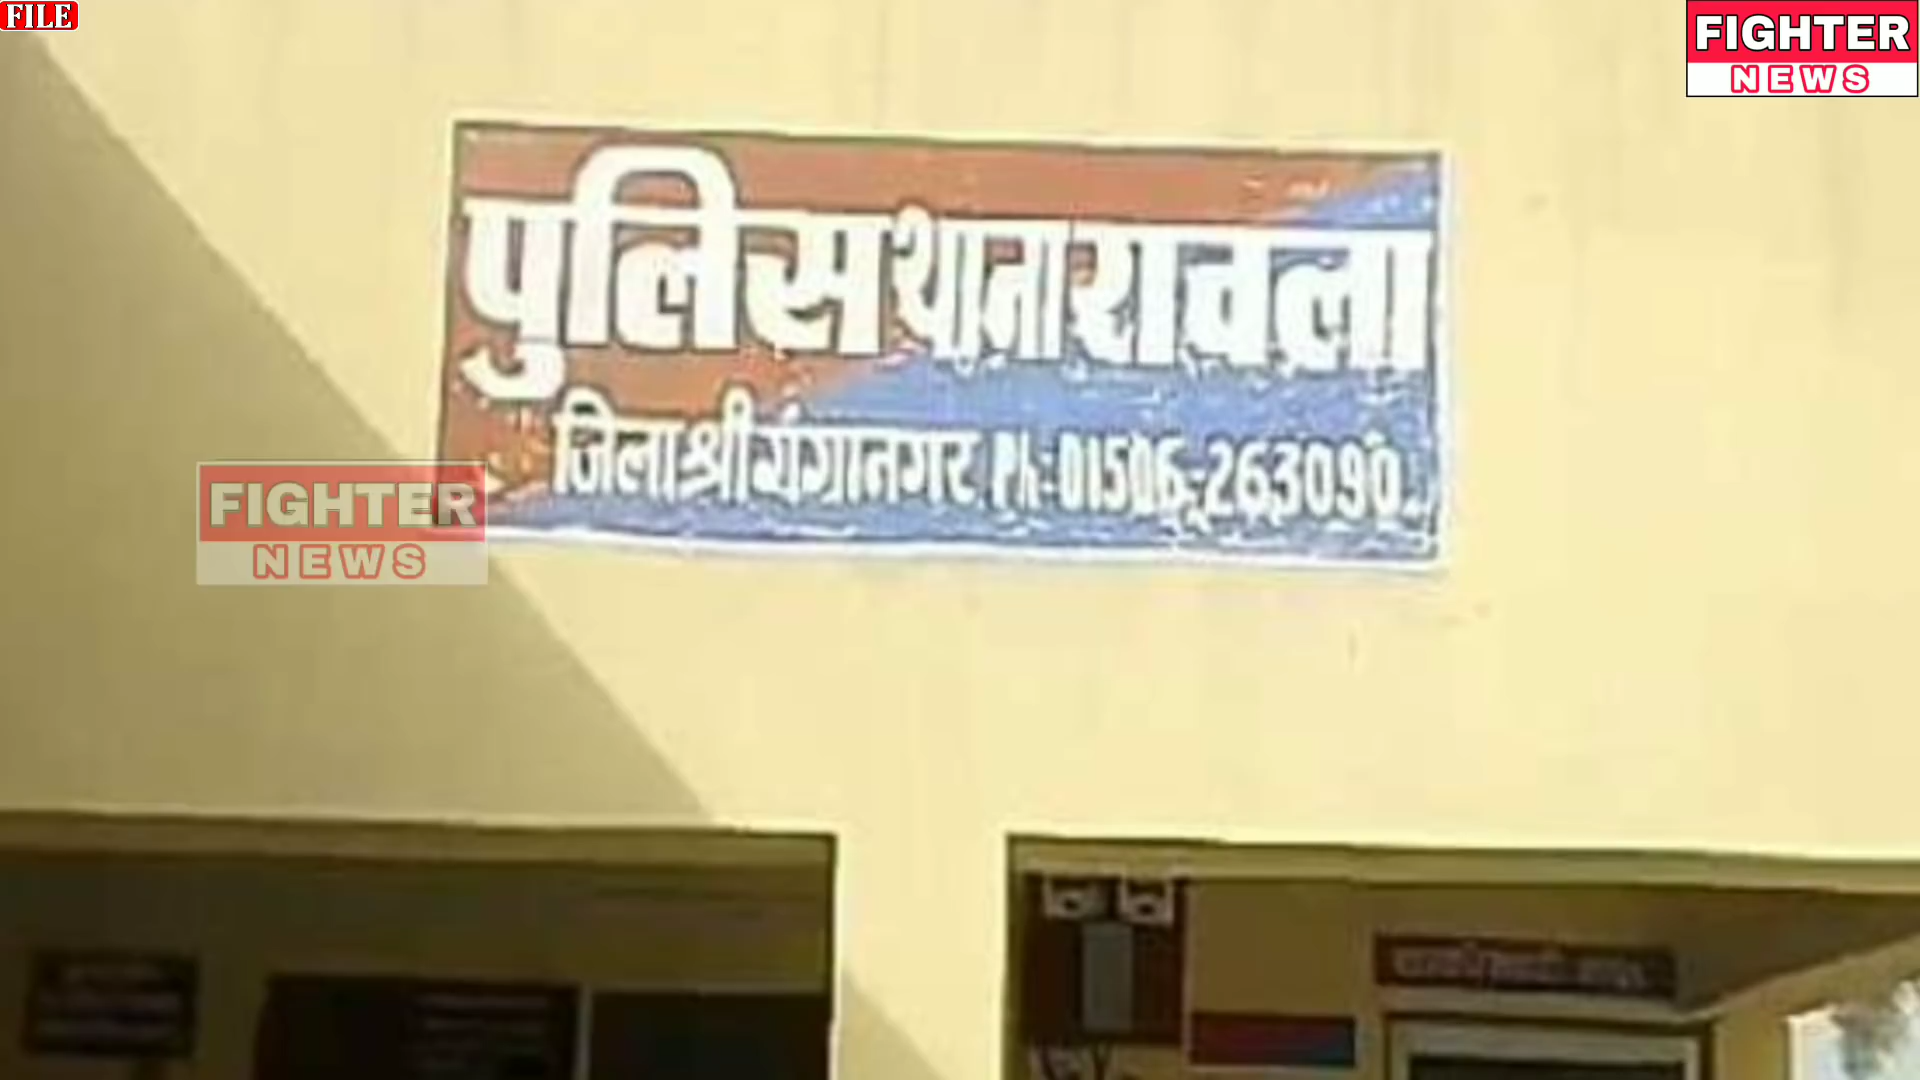 FILE
FIGHTER
NEWS
पुलिस थाना रावला
जिला श्रीगंगानगर Ph:-01506-263090
FIGHTER
NEWS